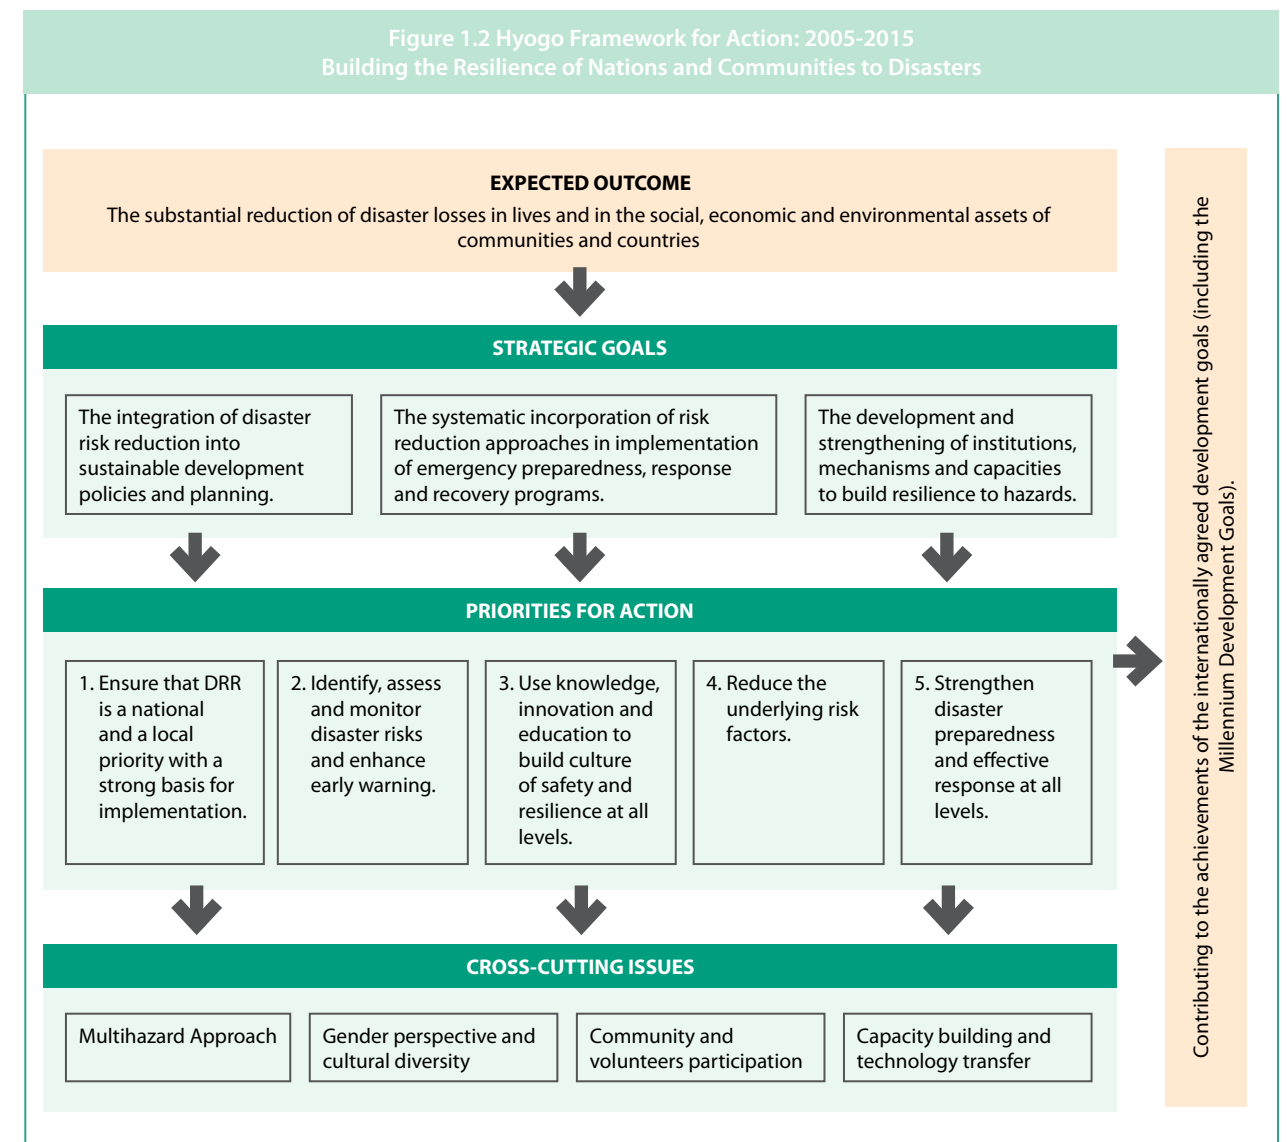 Figure 1.2 Hyogo Framework for Action: 2005-2015
Building the Resilience of Nations and Communities to Disasters
EXPECTED OUTCOME
The substantial reduction of disaster losses in lives and in the social, economic and environmental assets of
communities and countries
STRATEGIC GOALS
The integration of disaster
risk reduction into
sustainable development
policies and planning.
The systematic incorporation of risk
reduction approaches in implementation
of emergency preparedness, response
and recovery programs.
The development and
strengthening of institutions,
mechanisms and capacities
to build resilience to hazards.
PRIORITIES FOR ACTION
1. Ensure that DRR
is a national
and a local
priority with a
strong basis for
implementation.
2. Identify, assess
and monitor
disaster risks
and enhance
early warning.
3. Use knowledge,
innovation and
education to
build culture
of safety and
resilience at all
levels.
4. Reduce the
underlying risk
factors.
5. Strengthen
disaster
preparedness
and effective
response at all
levels.
CROSS-CUTTING ISSUES
Multihazard Approach
Gender perspective and
cultural diversity
Community and
volunteers participation
Capacity building and
technology transfer
Contributing to the achievements of the internationally agreed development goals (including the
Millennium Development Goals).